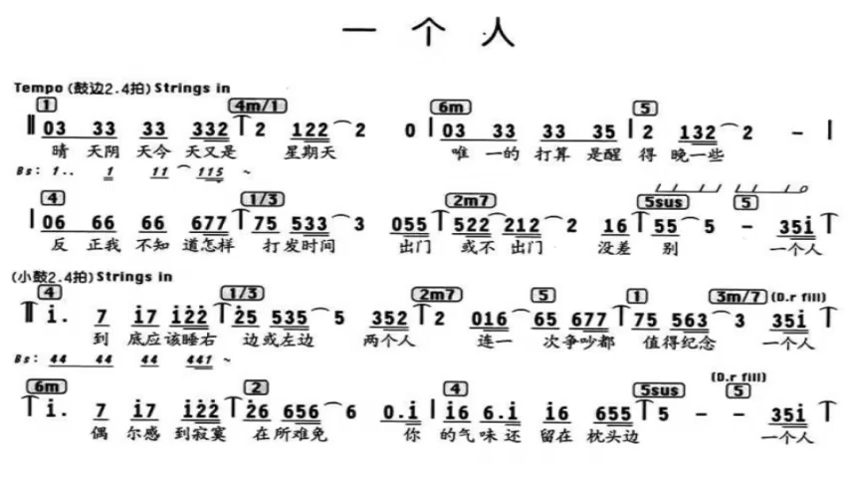 一 个 人
Tempo (鼓边2.4拍) Strings in
1 4m/1 6m 5
‖ 03 33 33 332 | 2 122⌒2 0 | 03 33 33 35 | 2 132⌒2 – |
晴 天阴 天今 天又是 星期天 唯 一的 打算 是醒 得 晚一些
Bs: 1.. 1 11⌒115 ~
4 1/3 2m7 5sus 5
| 06 66 66 677 | 75 533⌒3 055 | 522⌒212⌒2 16 | 55⌒5 – 35i |
反 正我 不知 道怎样 打发时间 出门 或不 出门 没差 别 一个人
(小鼓2.4拍) Strings in
4 1/3 2m7 5 1 3m/7 (D.r fill)
‖ i. 7 i7 i22 | 25 535⌒5 352 | 2 016⌒65 677 | 75 563⌒3 35i |
到 底应该睡右 边或左边 两个人 连一 次争吵都 值得纪念 一个人
Bs: 44 44 44 441 ~
(D.r fill)
6m 2 4 5sus 5
| i. 7 i7 i22 | 26 656⌒6 0.i | i6 6.i i6 655 | 5 – – 35i |
偶 尔感 到寂寞 在所难免 你 的气 味还 留在 枕头边 一个人